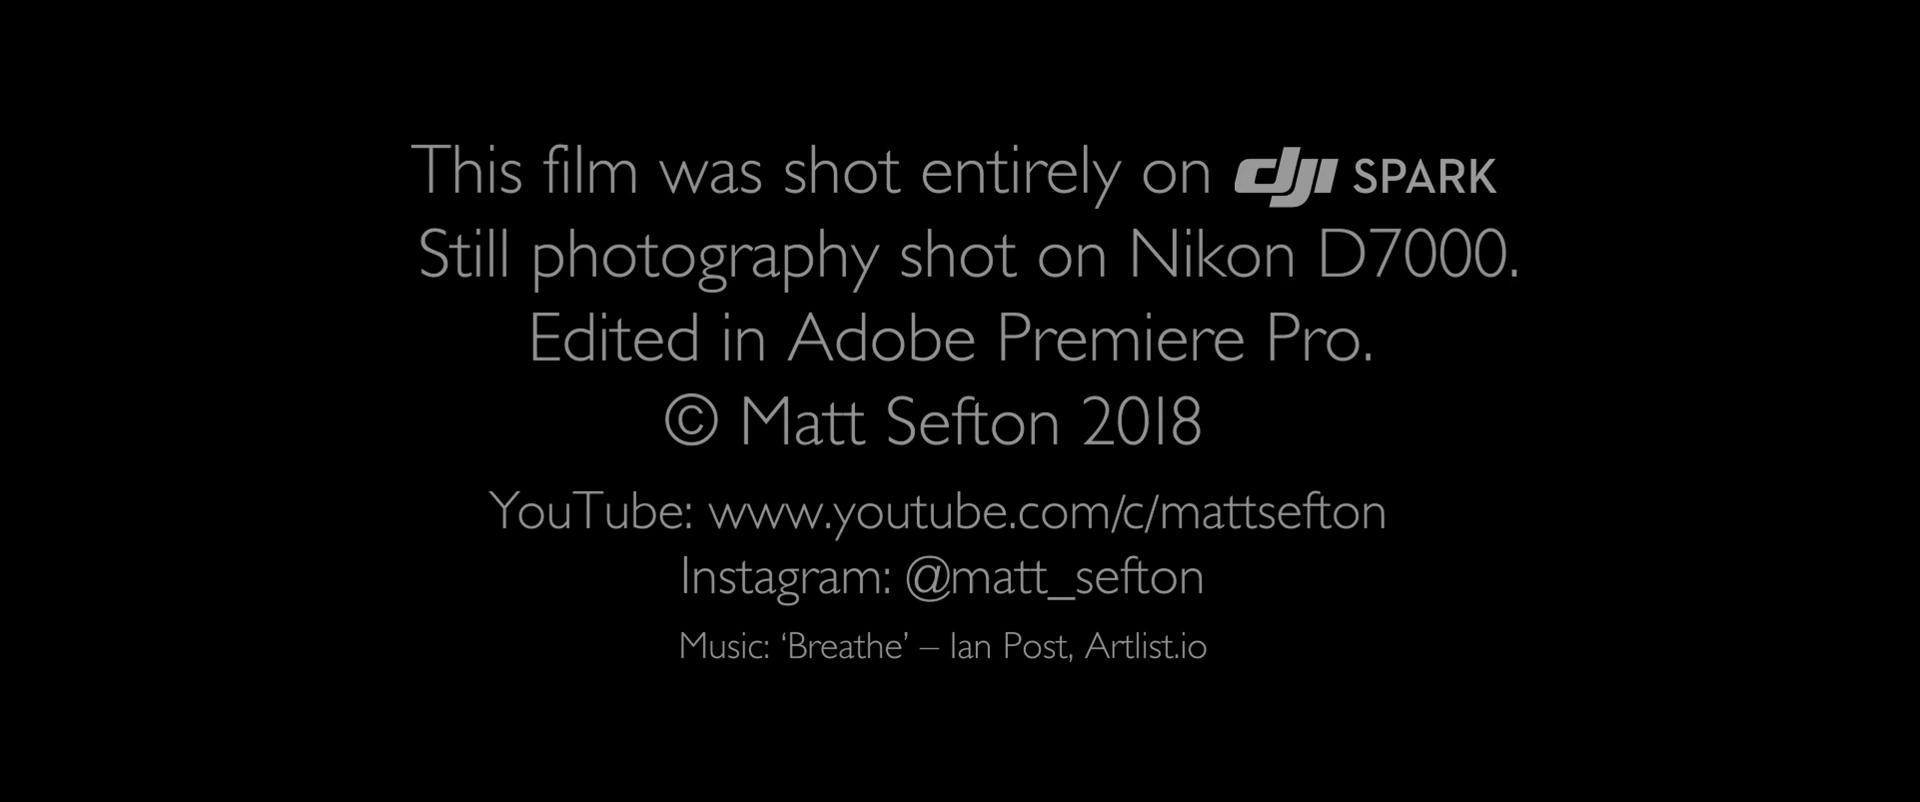 This film was shot entirely on dji SPARK
Still photography shot on Nikon D7000.
Edited in Adobe Premiere Pro.
© Matt Sefton 2018
YouTube: www.youtube.com/c/mattsefton
Instagram: @matt_sefton
Music: ‘Breathe’ – Ian Post, Artlist.io